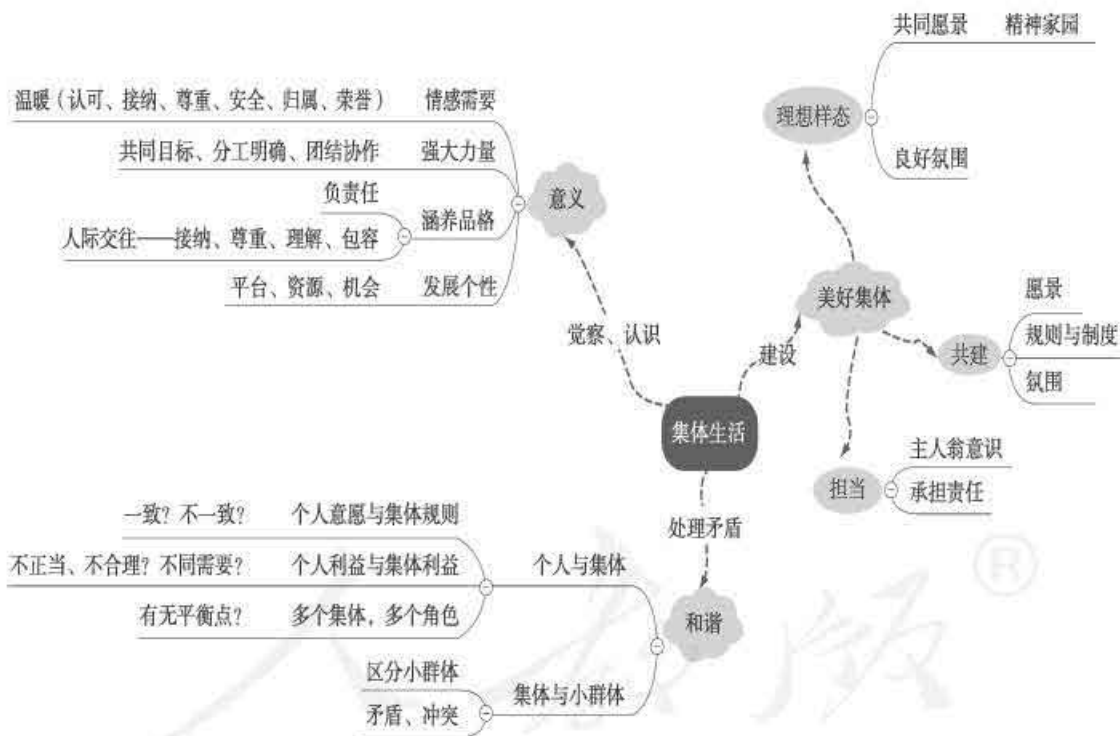 共同愿景 精神家园
理想样态
良好氛围
温暖（认可、接纳、尊重、安全、归属、荣誉） 情感需要
共同目标、分工明确、团结协作 强大力量
意义
负责任
涵养品格
人际交往——接纳、尊重、理解、包容
平台、资源、机会 发展个性
美好集体
愿景
规则与制度
共建
氛围
觉察、认识
建设
集体生活
主人翁意识
担当
承担责任
处理矛盾
一致？不一致？ 个人意愿与集体规则
不正当、不合理？不同需要？ 个人利益与集体利益
个人与集体
有无平衡点？ 多个集体，多个角色
和谐
区分小群体
集体与小群体
矛盾、冲突
®